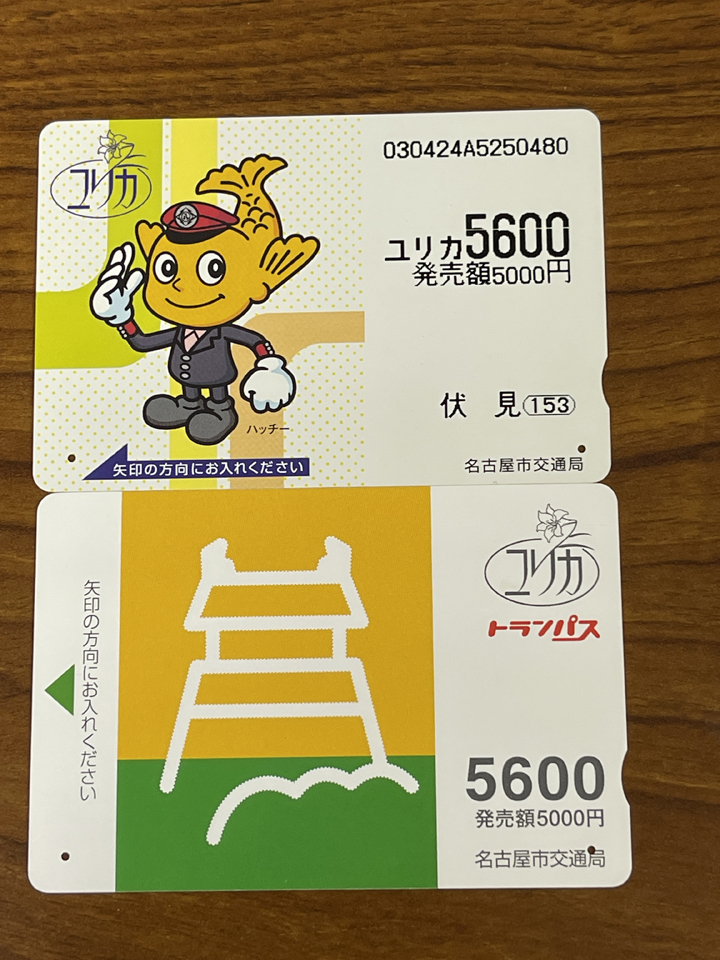 ユリカ
030424A5250480
ユリカ5600
発売額5000円
伏見(153)
ハッチー
矢印の方向にお入れください
名古屋市交通局
矢印の方向にお入れください
ユリカ
トランパス
5600
発売額5000円
名古屋市交通局